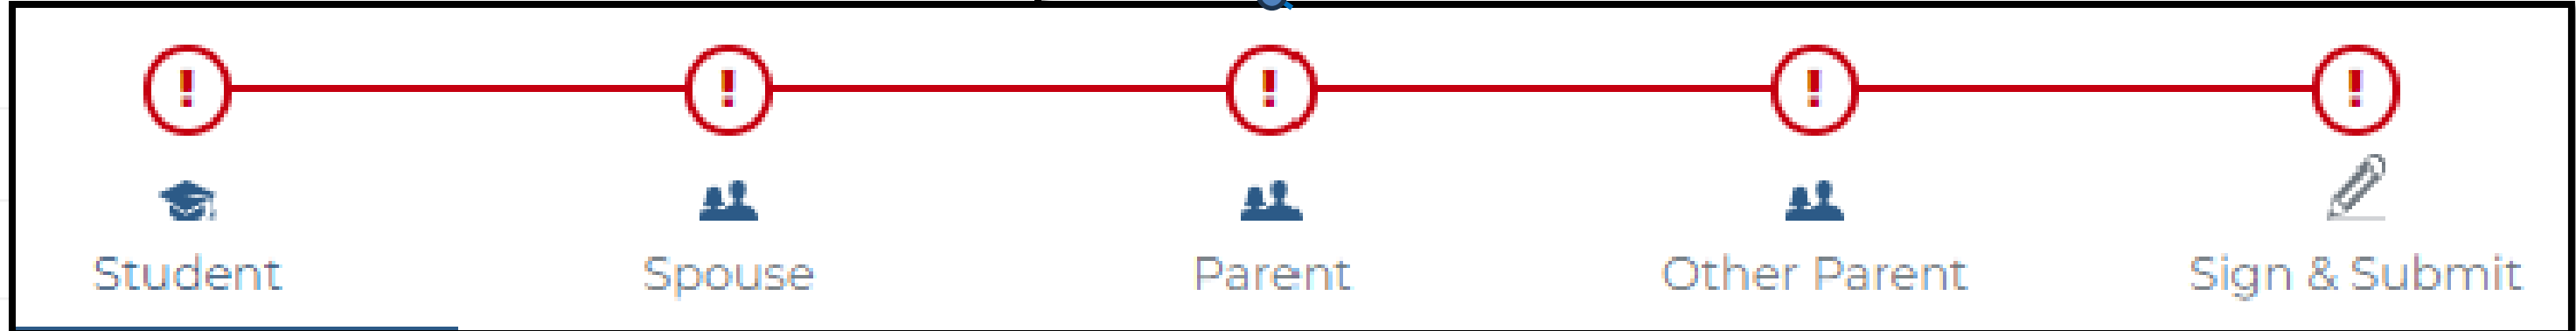 ! ! ! ! !
Student Spouse Parent Other Parent Sign & Submit